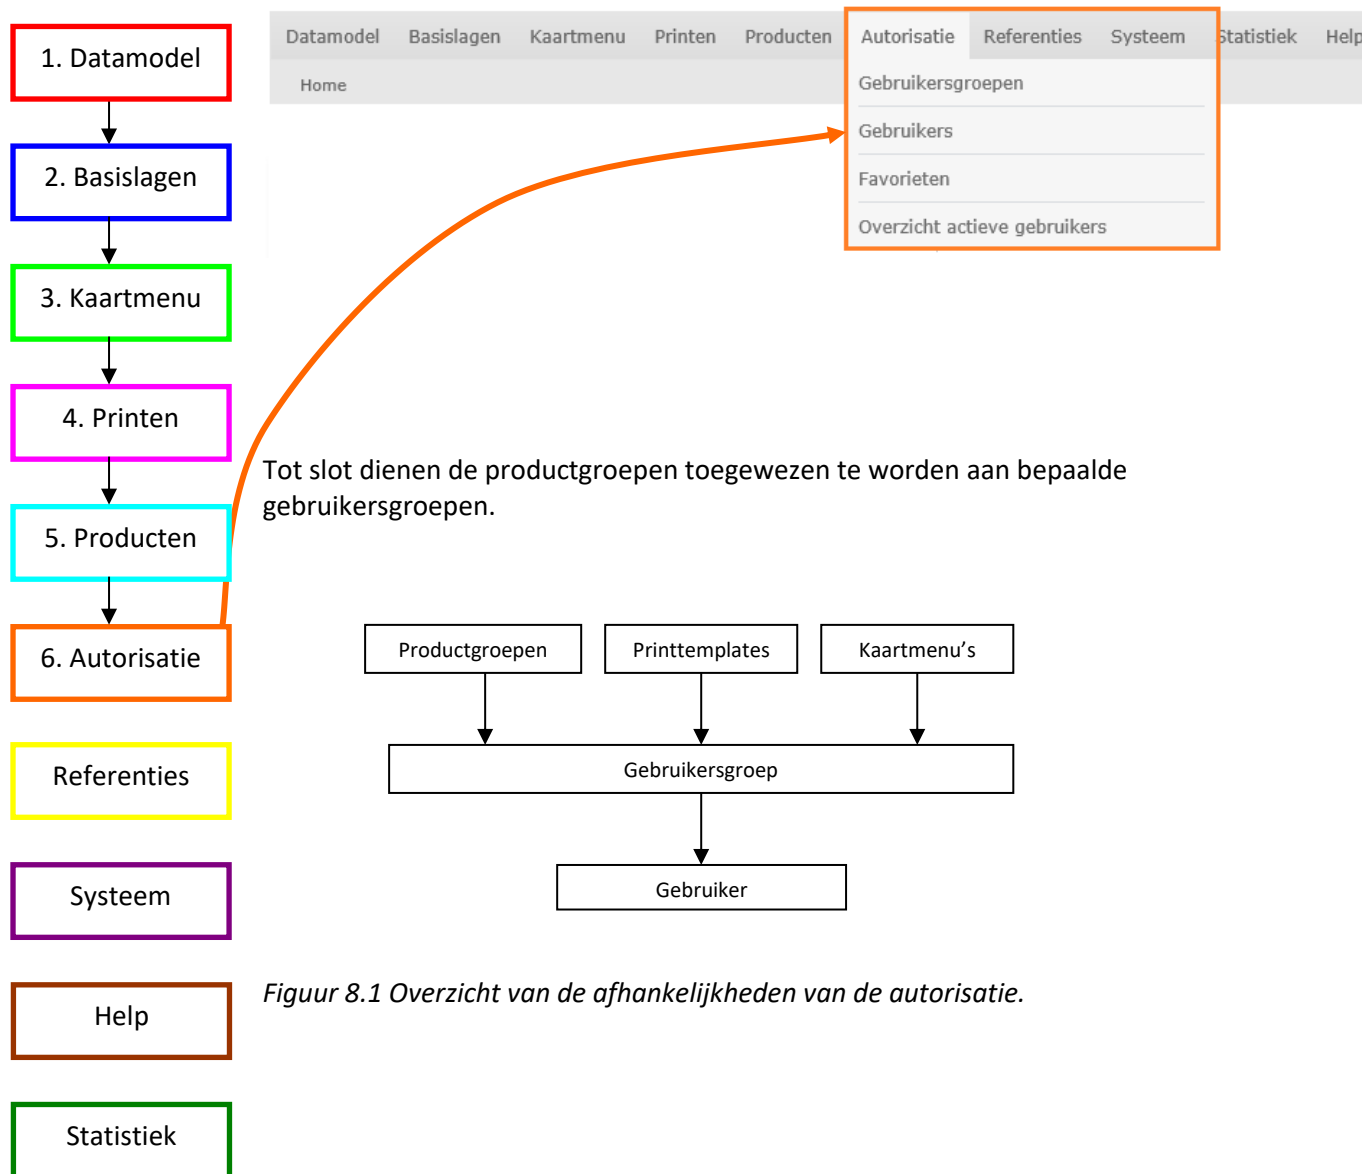 1. Datamodel
2. Basislagen
3. Kaartmenu
4. Printen
5. Producten
6. Autorisatie
Referenties
Systeem
Help
Statistiek
Datamodel Basislagen Kaartmenu Printen Producten Autorisatie Referenties Systeem Statistiek Help
Home
Gebruikersgroepen
Gebruikers
Favorieten
Overzicht actieve gebruikers
Tot slot dienen de productgroepen toegewezen te worden aan bepaalde
gebruikersgroepen.
Productgroepen Printtemplates Kaartmenu's
Gebruikersgroep
Gebruiker
Figuur 8.1 Overzicht van de afhankelijkheden van de autorisatie.